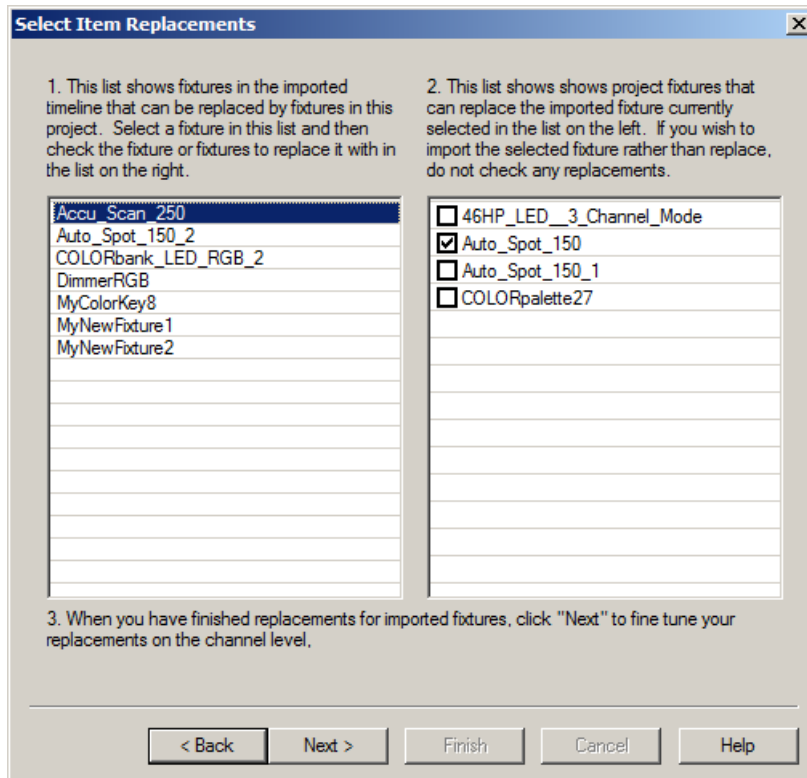 Select Item Replacements
1. This list shows fixtures in the imported
timeline that can be replaced by fixtures in this
project.  Select a fixture in this list and then
check the fixture or fixtures to replace it with in
the list on the right.
2. This list shows shows project fixtures that
can replace the imported fixture currently
selected in the list on the left.  If you wish to
import the selected fixture rather than replace,
do not check any replacements.
Accu_Scan_250
Auto_Spot_150_2
COLORbank_LED_RGB_2
DimmerRGB
MyColorKey8
MyNewFixture1
MyNewFixture2
46HP_LED__3_Channel_Mode
Auto_Spot_150
Auto_Spot_150_1
COLORpalette27
3. When you have finished replacements for imported fixtures, click "Next" to fine tune your
replacements on the channel level,
< Back
Next >
Finish
Cancel
Help